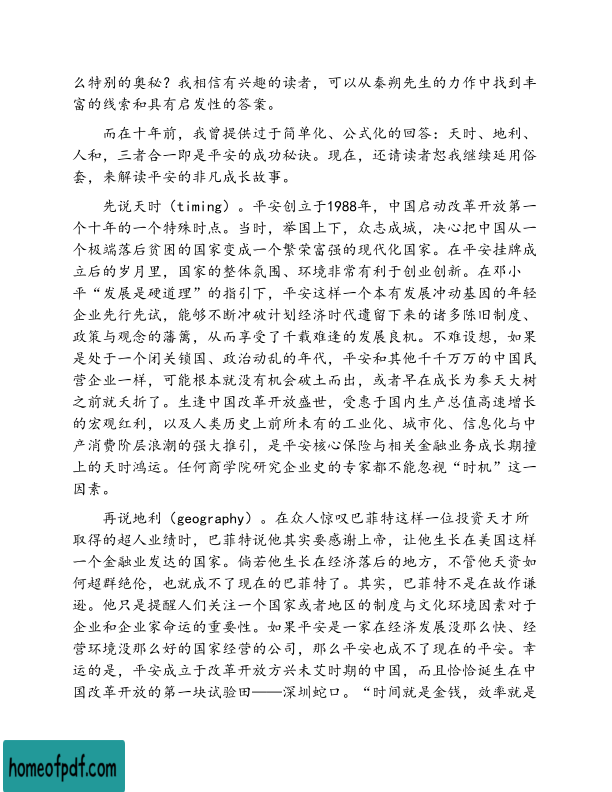 么特别的奥秘？我相信有兴趣的读者，可以从秦朔先生的力作中找到丰
富的线索和具有启发性的答案。
而在十年前，我曾提供过于简单化、公式化的回答：天时、地利、
人和，三者合一即是平安的成功秘诀。现在，还请读者恕我继续延用俗
套，来解读平安的非凡成长故事。
先说天时（timing）。平安创立于1988年，中国启动改革开放第一
个十年的一个特殊时点。当时，举国上下，众志成城，决心把中国从一
个极端落后贫困的国家变成一个繁荣富强的现代化国家。在平安挂牌成
立后的岁月里，国家的整体氛围、环境非常有利于创业创新。在邓小
平“发展是硬道理”的指引下，平安这样一个本有发展冲动基因的年轻
企业先行先试，能够不断冲破计划经济时代遗留下来的诸多陈旧制度、
政策与观念的藩篱，从而享受了千载难逢的发展良机。不难设想，如果
是处于一个闭关锁国、政治动乱的年代，平安和其他千千万万的中国民
营企业一样，可能根本就没有机会破土而出，或者早在成长为参天大树
之前就夭折了。生逢中国改革开放盛世，受惠于国内生产总值高速增长
的宏观红利，以及人类历史上前所未有的工业化、城市化、信息化与中
产消费阶层浪潮的强大推引，是平安核心保险与相关金融业务成长期撞
上的天时鸿运。任何商学院研究企业史的专家都不能忽视“时机”这一
因素。
再说地利（geography）。在众人惊叹巴菲特这样一位投资天才所
取得的超人业绩时，巴菲特说他其实要感谢上帝，让他生长在美国这样
一个金融业发达的国家。倘若他生长在经济落后的地方，不管他天资如
何超群绝伦，也就成不了现在的巴菲特了。其实，巴菲特不是在故作谦
逊。他只是提醒人们关注一个国家或者地区的制度与文化环境因素对于
企业和企业家命运的重要性。如果平安是一家在经济发展没那么快、经
营环境没那么好的国家经营的公司，那么平安也成不了现在的平安。幸
运的是，平安成立于改革开放方兴未艾时期的中国，而且恰恰诞生在中
国改革开放的第一块试验田——深圳蛇口。“时间就是金钱，效率就是
homeofpdf.com